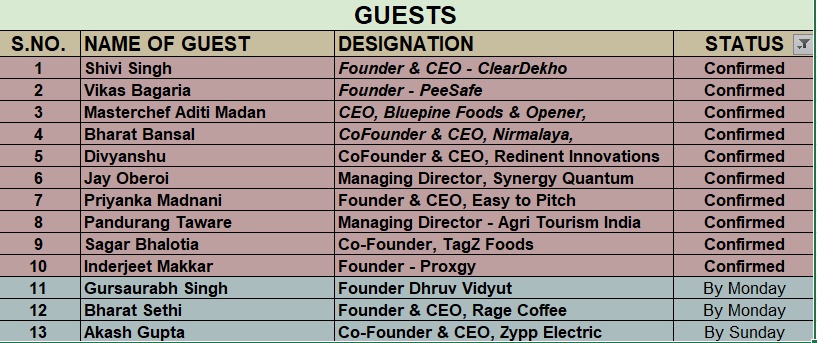 GUESTS
S.NO. NAME OF GUEST DESIGNATION STATUS
1 Shivi Singh Founder & CEO - ClearDekho Confirmed
2 Vikas Bagaria Founder - PeeSafe Confirmed
3 Masterchef Aditi Madan CEO, Bluepine Foods & Opener, Confirmed
4 Bharat Bansal CoFounder & CEO, Nirmalaya, Confirmed
5 Divyanshu CoFounder & CEO, Redinent Innovations Confirmed
6 Jay Oberoi Managing Director, Synergy Quantum Confirmed
7 Priyanka Madnani Founder & CEO, Easy to Pitch Confirmed
8 Pandurang Taware Managing Director - Agri Tourism India Confirmed
9 Sagar Bhalotia Co-Founder, TagZ Foods Confirmed
10 Inderjeet Makkar Founder - Proxgy Confirmed
11 Gursaurabh Singh Founder Dhruv Vidyut By Monday
12 Bharat Sethi Founder & CEO, Rage Coffee By Monday
13 Akash Gupta Co-Founder & CEO, Zypp Electric By Sunday